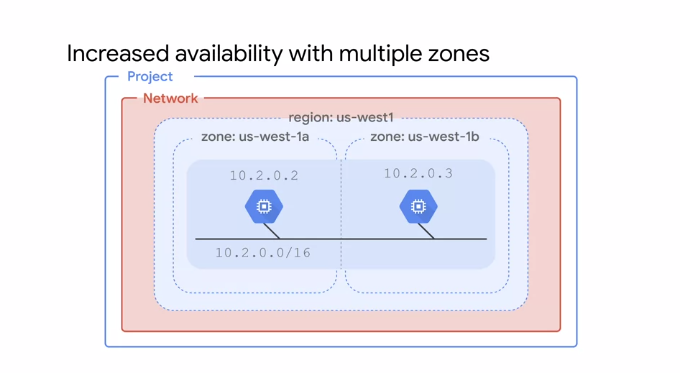 Increased availability with multiple zones
Project
Network
region: us-west1
zone: us-west-1a
zone: us-west-1b
10.2.0.2
10.2.0.3
10.2.0.0/16